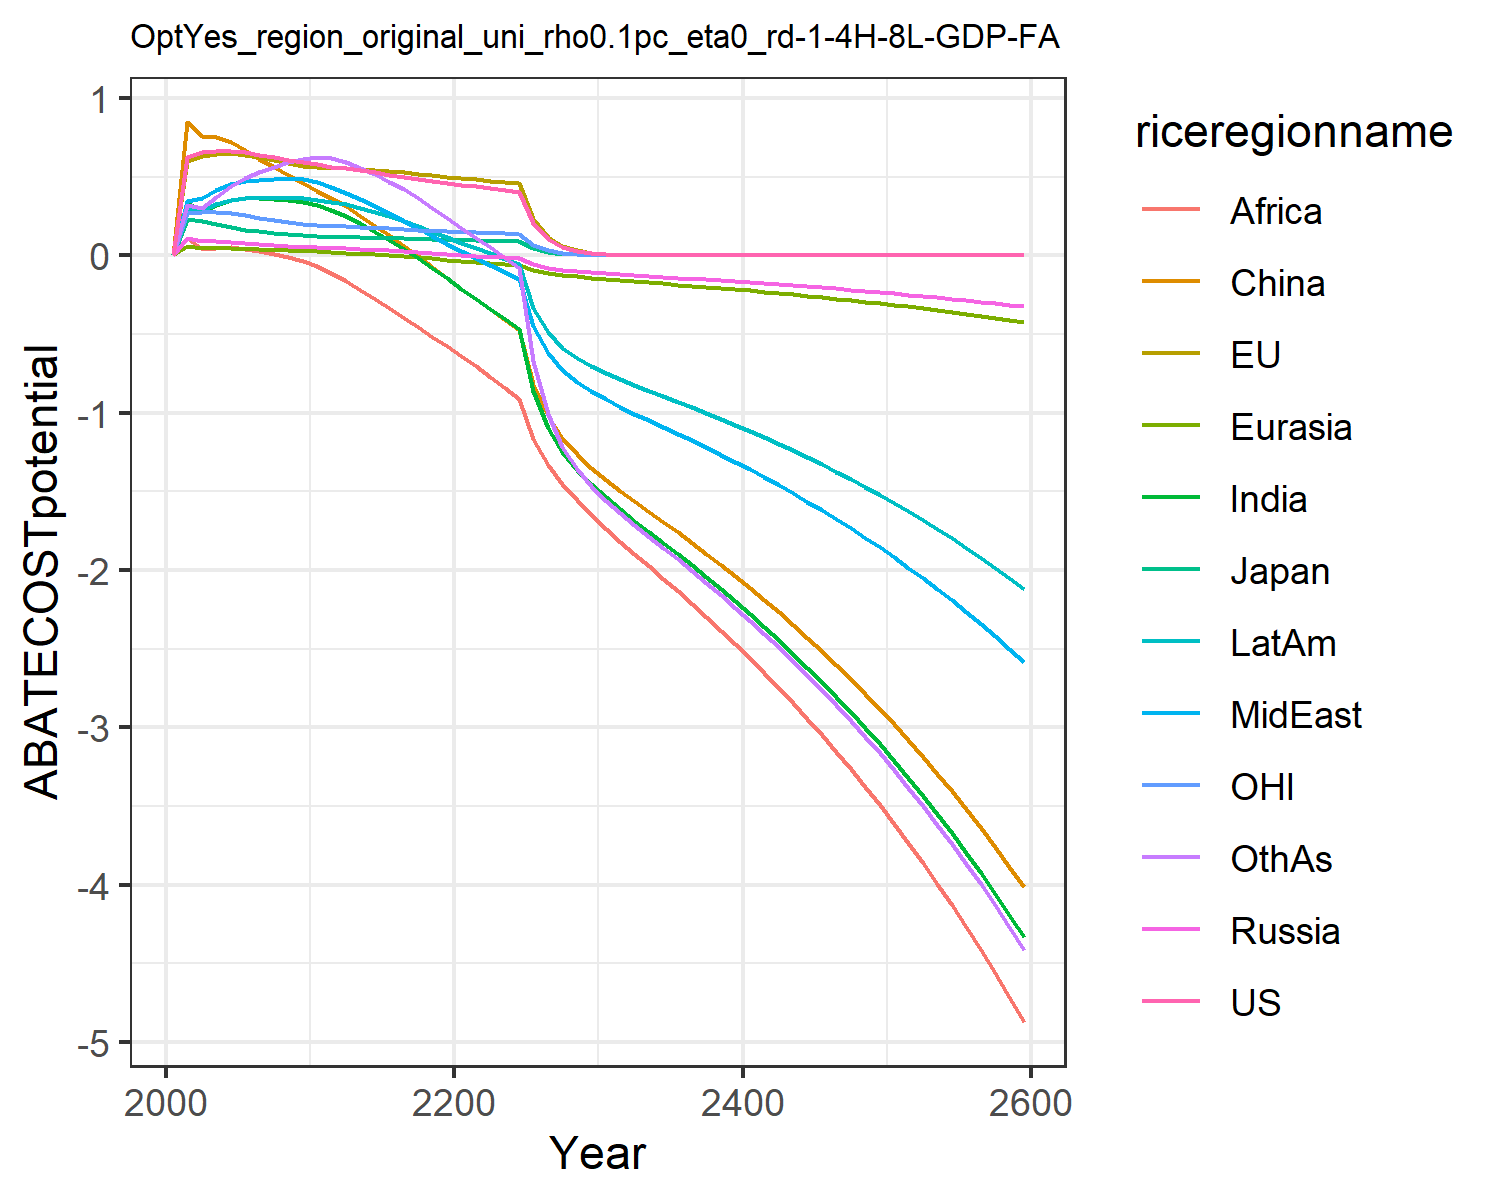 OptYes_region_original_uni_rho0.1pc_eta0_rd-1-4H-8L-GDP-FA
1
0
-1
-2
-3
-4
-5
ABATECOSTpotential
2000
2200
2400
2600
Year
riceregionname
Africa
China
EU
Eurasia
India
Japan
LatAm
MidEast
OHI
OthAs
Russia
US